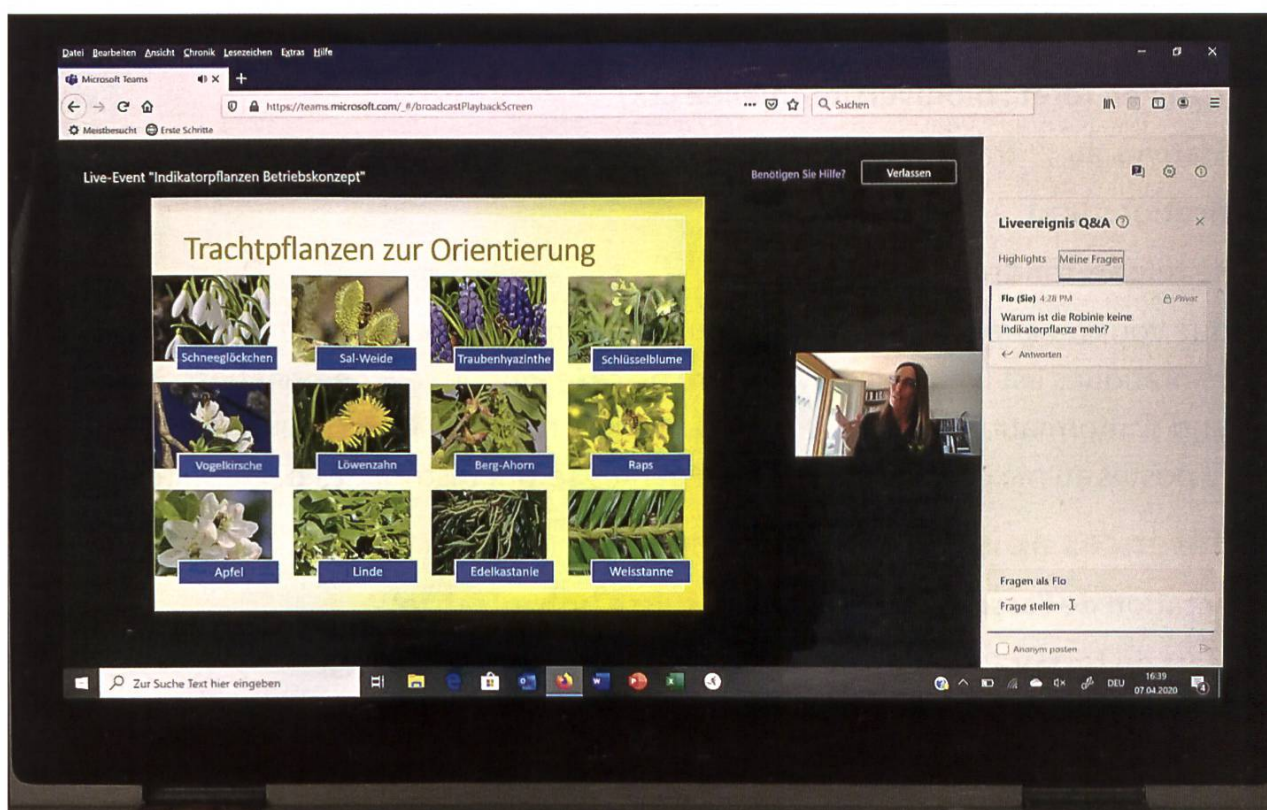 Datei Bearbeiten Ansicht Chronik Lesezeichen Extras Hilfe
Microsoft Teams
https://teams.microsoft.com/_#/broadcastPlaybackScreen
Suchen
Meistbesucht Erste Schritte
Live-Event "Indikatorpflanzen Betriebskonzept"
Benötigen Sie Hilfe? Verlassen
Trachtpflanzen zur Orientierung
Schneeglöckchen Sal-Weide Traubenhyazinthe Schlüsselblume
Vogelkirsche Löwenzahn Berg-Ahorn Raps
Apfel Linde Edelkastanie Weisstanne
Liveereignis Q&A
Highlights Meine Fragen
Flo (Sie) 4:28 PM Privat
Warum ist die Robinie keine
Indikatorpflanze mehr?
Antworten
Fragen als Flo
Frage stellen
Anonym posten
Zur Suche Text hier eingeben
DEU
16:39
07.04.2020
4